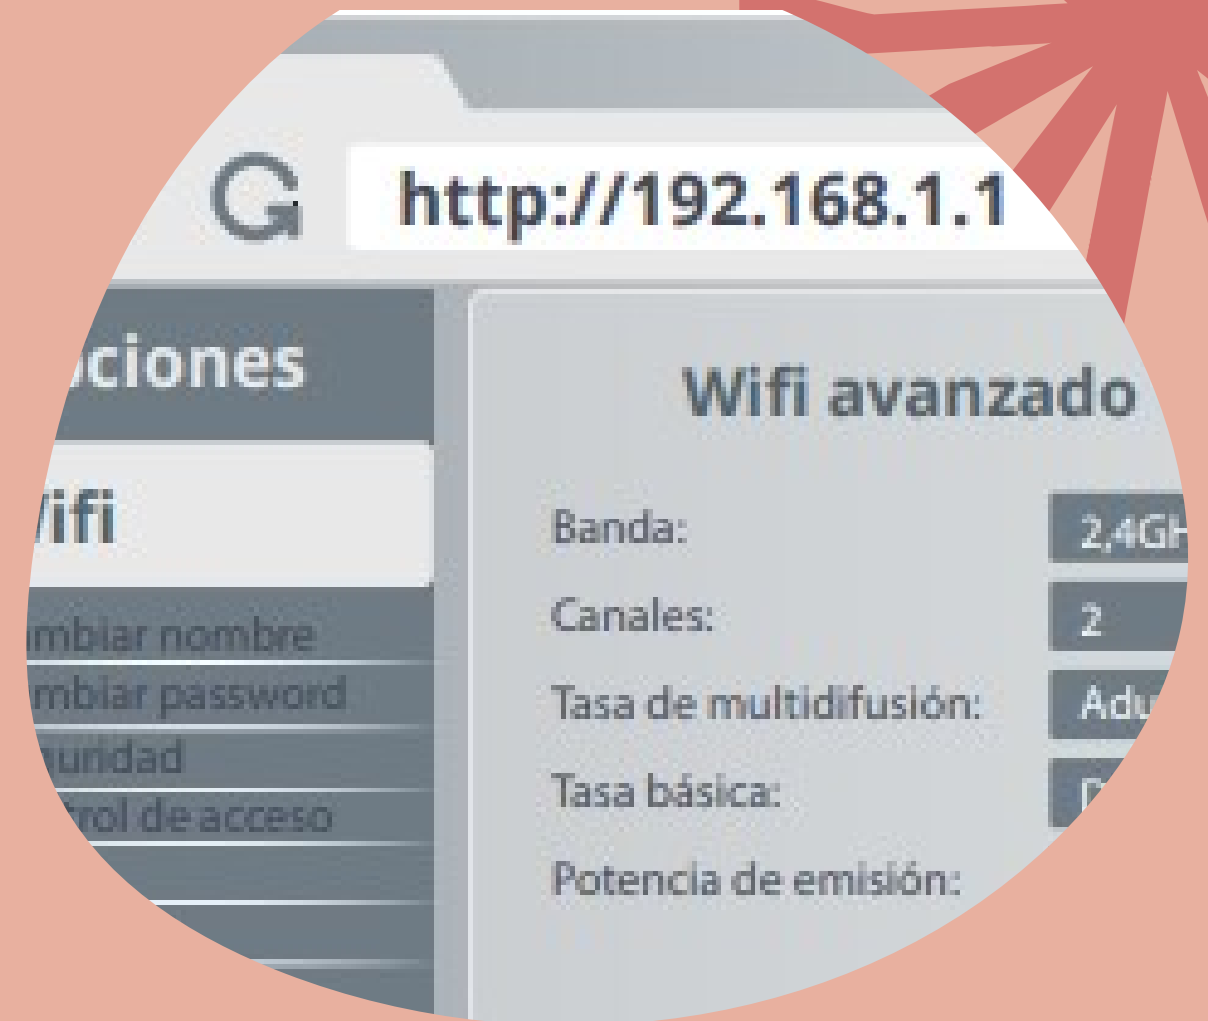 http://192.168.1.1
ciones
Wifi avanzado
ifi
Banda: 2,4GH
Canales: 2
mbiar nombre
mbiar password
Tasa de multidifusión: Adu
uridad
Tasa básica:
trol de acceso
Potencia de emisión: